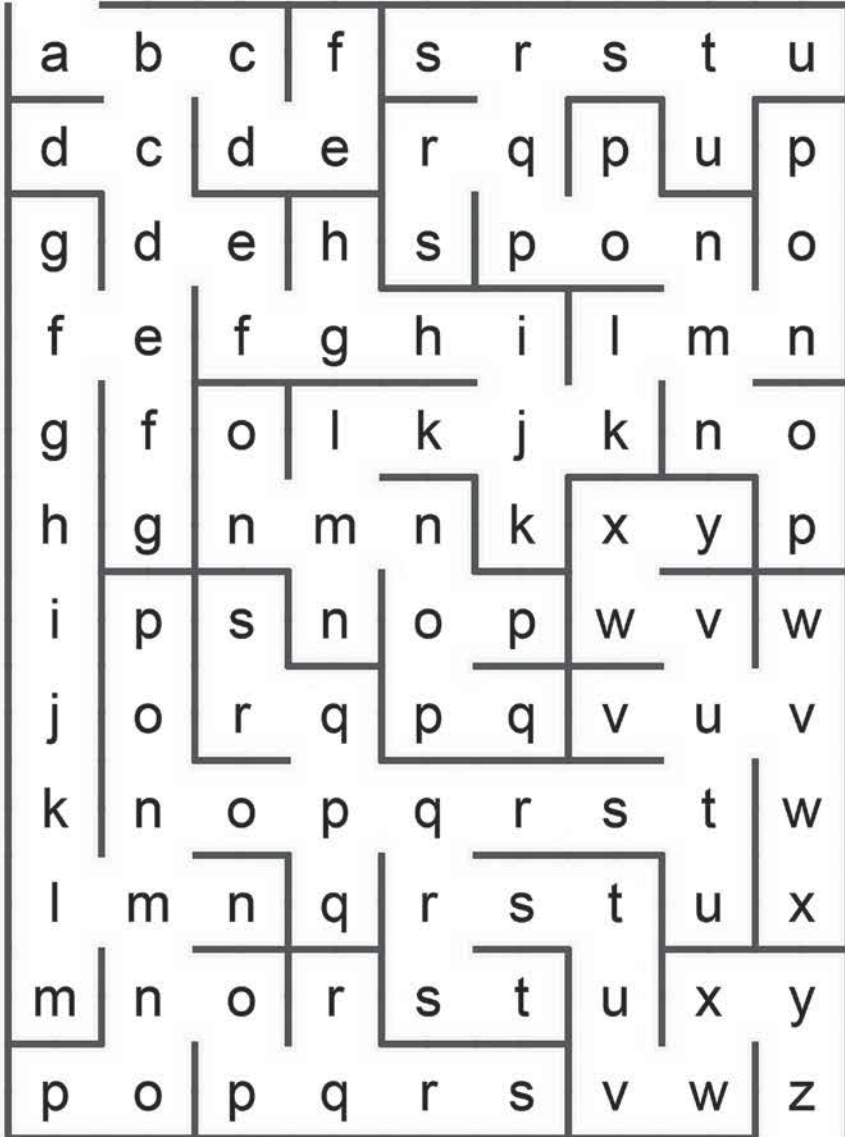 a b c f s r s t u
d c d e r q p u p
g d e h s p o n o
f e f g h i l m n
g f o l k j k n o
h g n m n k x y p
i p s n o p w v w
j o r q p q v u v
k n o p q r s t w
l m n q r s t u x
m n o r s t u x y
p o p q r s v w z